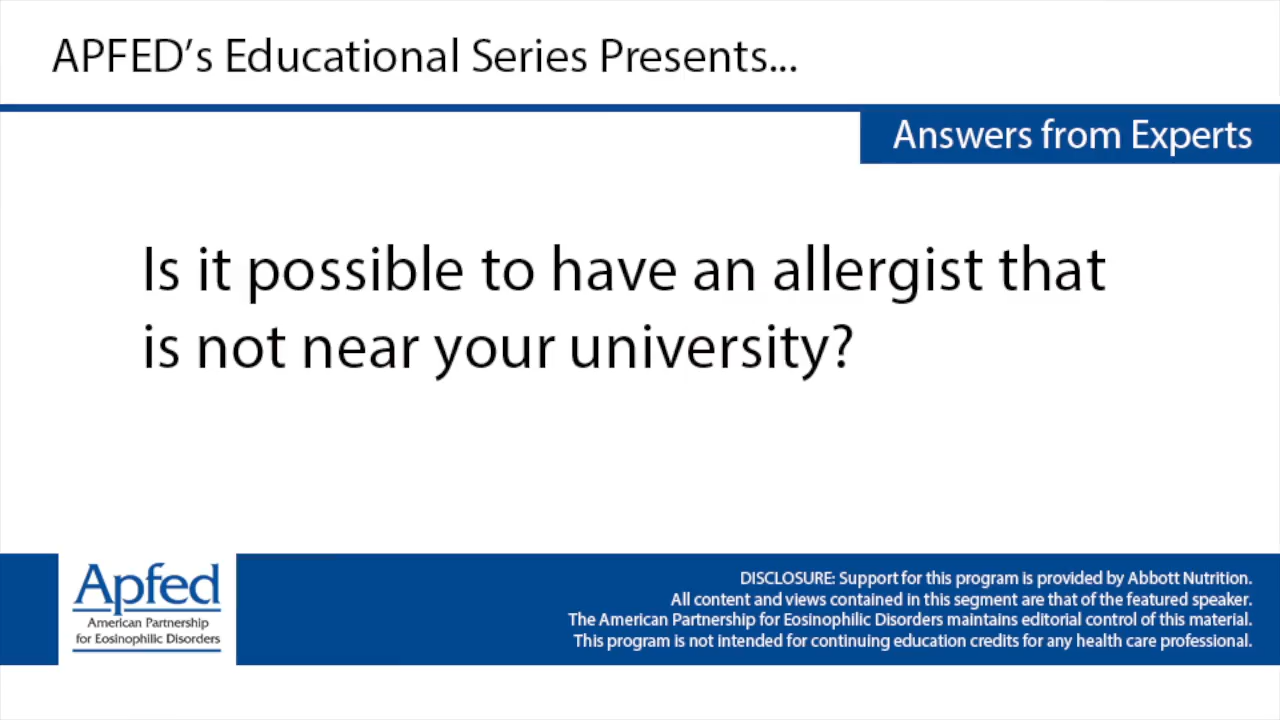 APFED’s Educational Series Presents...
Answers from Experts
Is it possible to have an allergist that
is not near your university?
Apfed
American Partnership
for Eosinophilic Disorders
DISCLOSURE: Support for this program is provided by Abbott Nutrition.
All content and views contained in this segment are that of the featured speaker.
The American Partnership for Eosinophilic Disorders maintains editorial control of this material.
This program is not intended for continuing education credits for any health care professional.